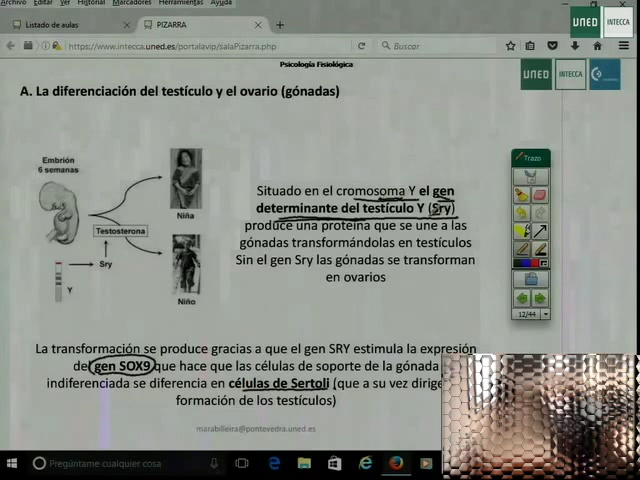 Archivo Editar Ver Historial Marcadores Herramientas Ayuda
Listado de aulas
PIZARRA
https://www.intecca.uned.es/portalavip/salaPizarra.php
Buscar
UNED
INTECCA
Psicología Fisiológica
UNED
INTECCA
A. La diferenciación del testículo y el ovario (gónadas)
Embrión
6 semanas
Niña
Testosterona
Sry
Niño
Y
Situado en el cromosoma Y el gen
determinante del testículo Y (Sry)
produce una proteína que se une a las
gónadas transformándolas en testículos
Sin el gen Sry las gónadas se transforman
en ovarios
Trazo
12/44
La transformación se produce gracias a que el gen SRY estimula la expresión
del gen SOX9 que hace que las células de soporte de la gónada
indiferenciada se diferencia en células de Sertoli (que a su vez dirige
formación de los testículos)
marabilleira@pontevedra.uned.es
Pregúntame cualquier cosa